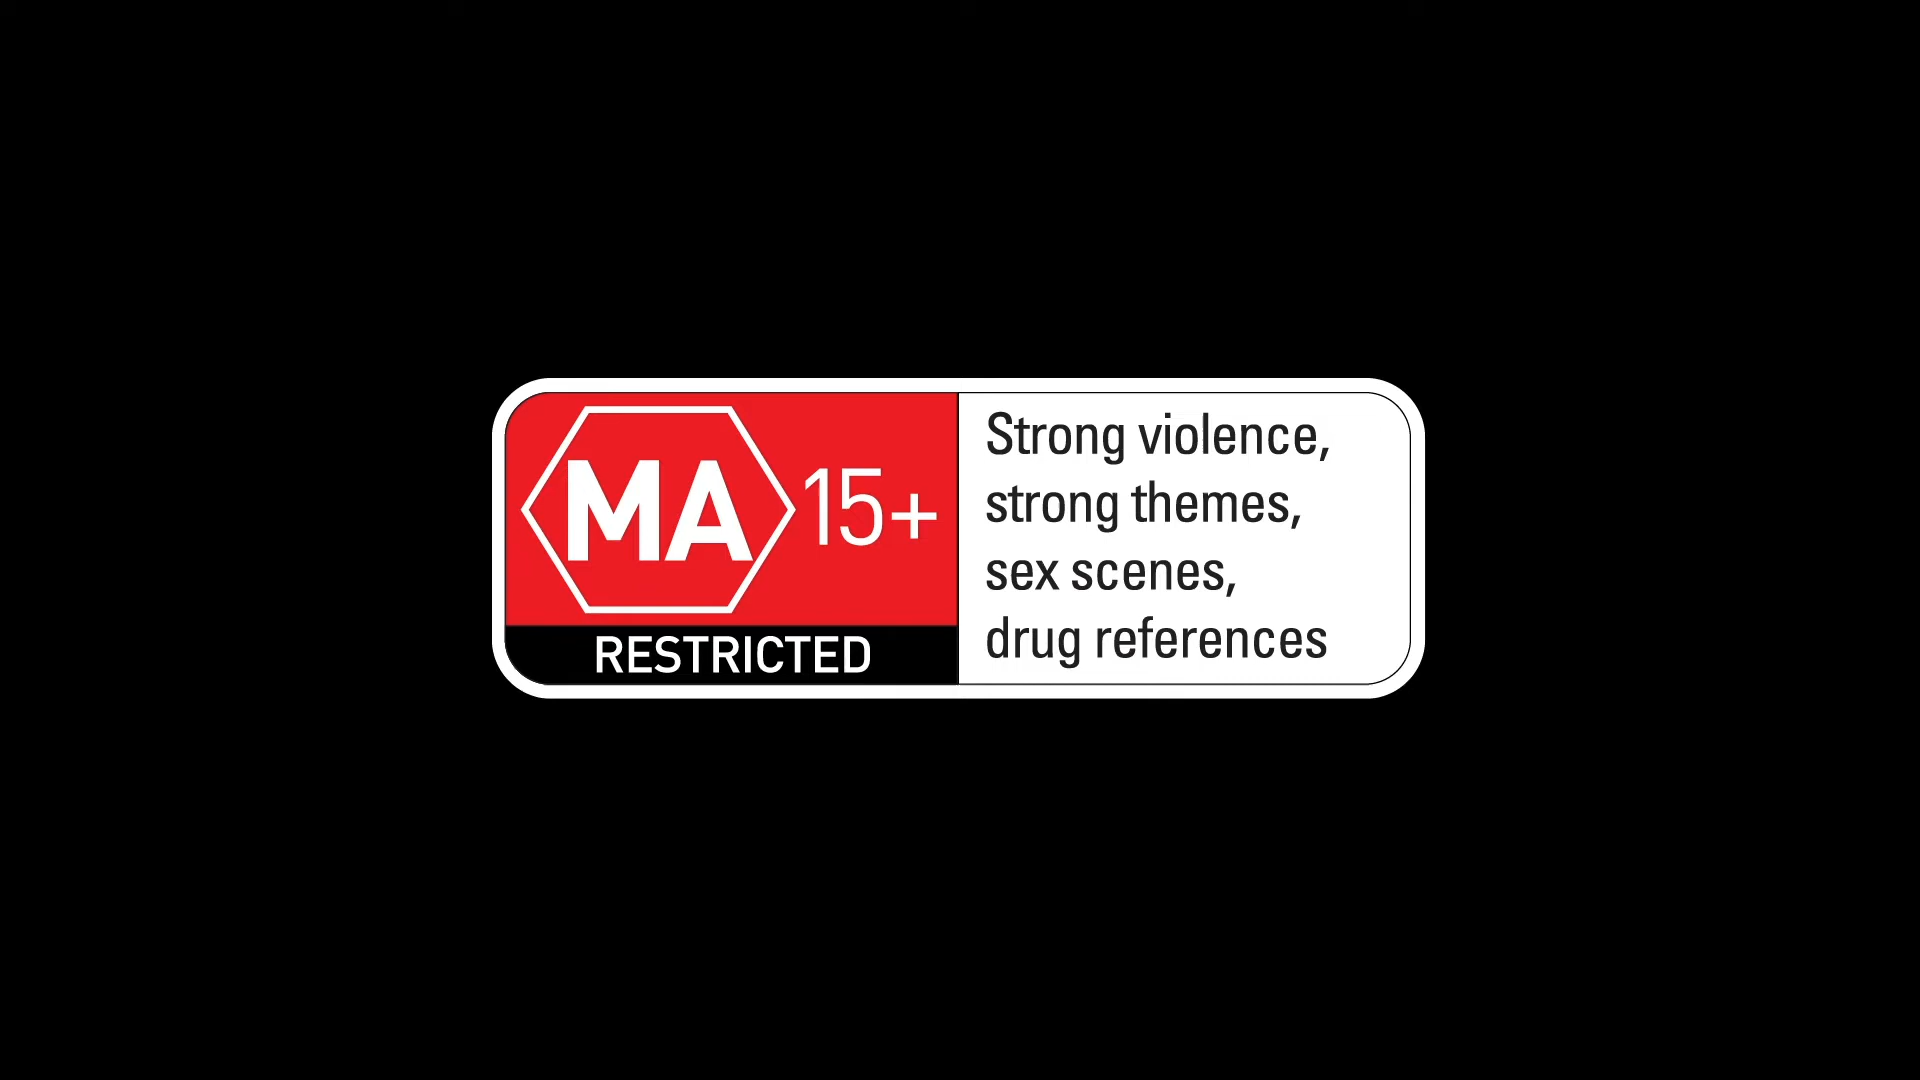 MA 15+
RESTRICTED
Strong violence,
strong themes,
sex scenes,
drug references